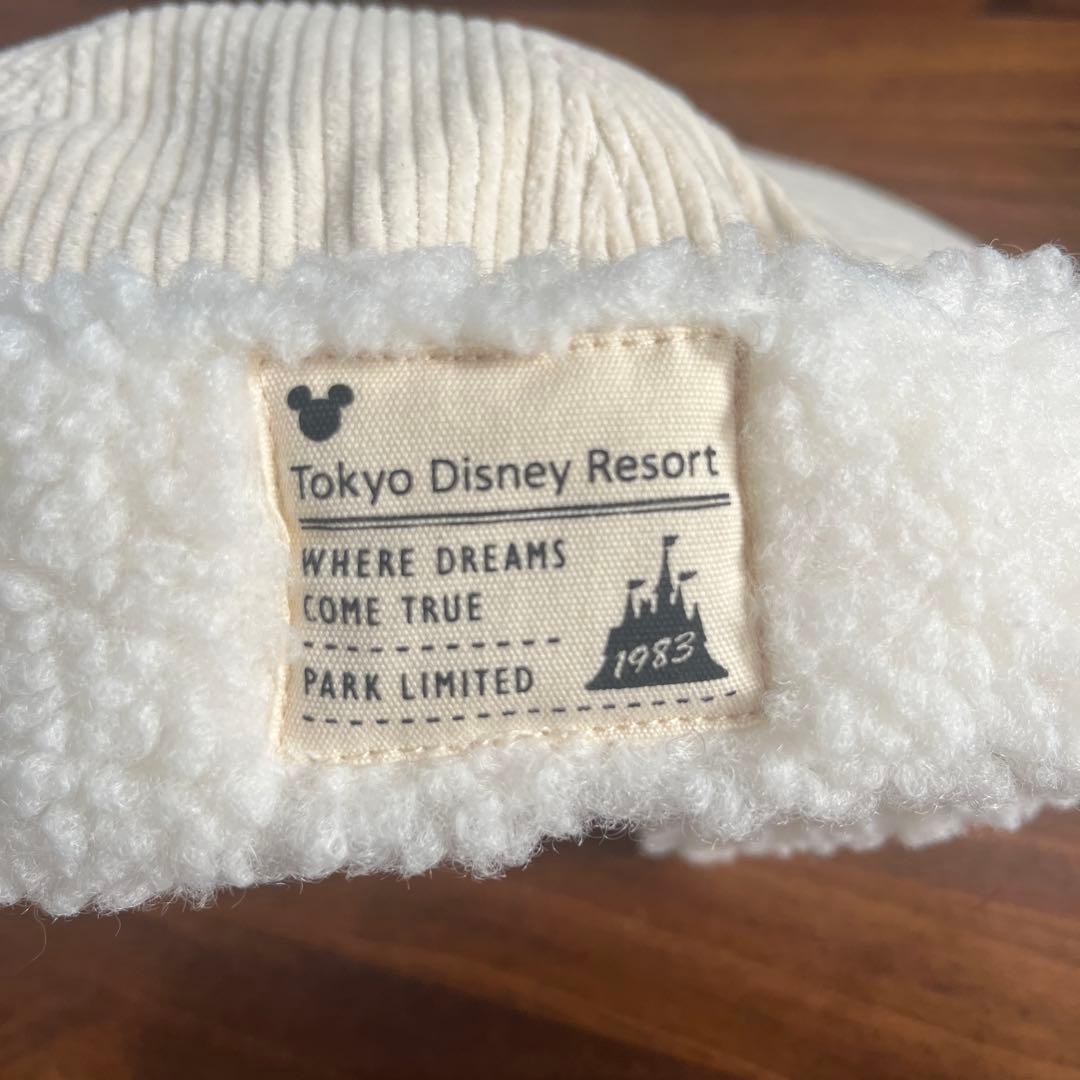 Tokyo Disney Resort
WHERE DREAMS
COME TRUE
PARK LIMITED
1983